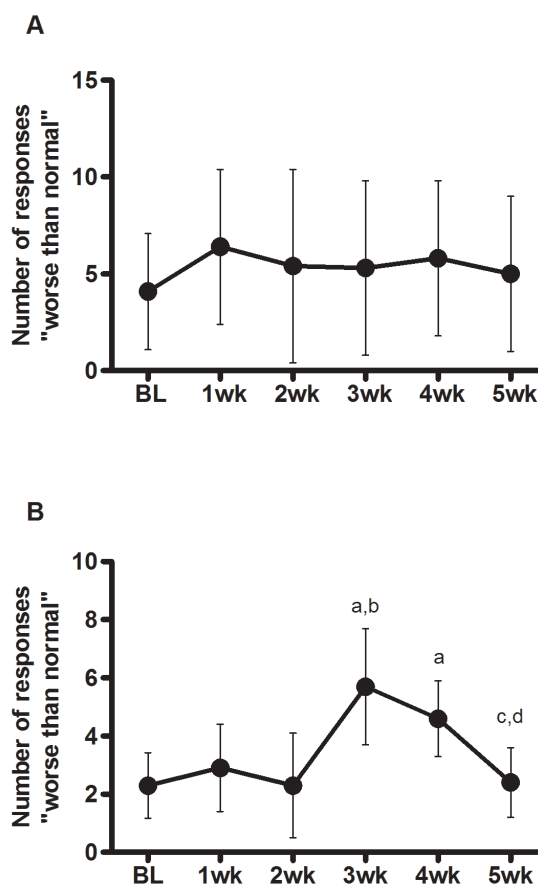 A
Number of responses
"worse than normal"
15
10
5
0
BL 1wk 2wk 3wk 4wk 5wk
B
Number of responses
"worse than normal"
10
8
6
4
2
0
a,b
a
c,d
BL 1wk 2wk 3wk 4wk 5wk